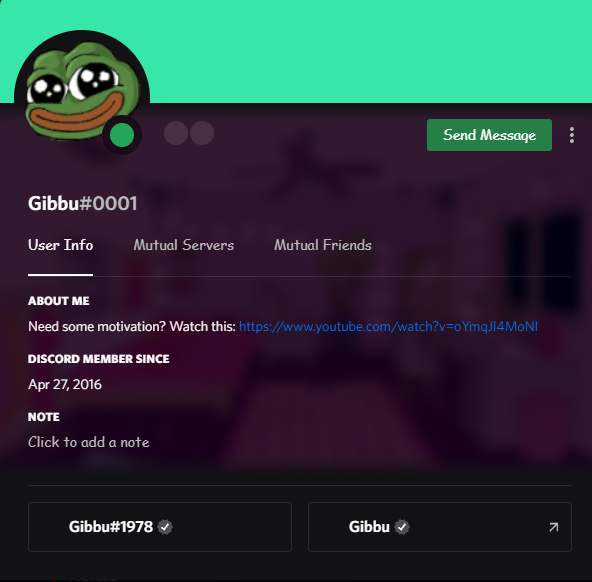 Send Message
Gibbu#0001
User Info
Mutual Servers
Mutual Friends
ABOUT ME
Need some motivation? Watch this: https://www.youtube.com/watch?v=oYmqJl4MoNI
DISCORD MEMBER SINCE
Apr 27, 2016
NOTE
Click to add a note
Gibbu#1978
Gibbu